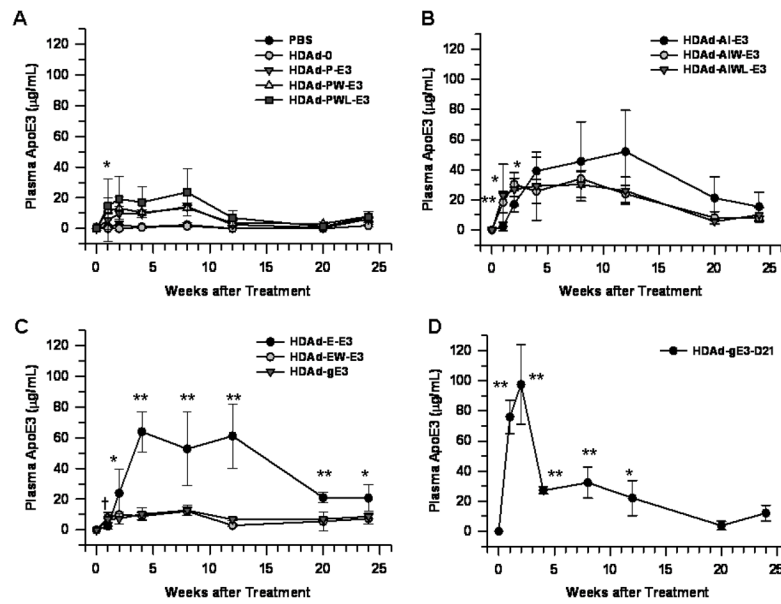 A
PBS
HDAd-0
HDAd-P-E3
HDAd-PW-E3
HDAd-PWL-E3
Plasma ApoE3 (μg/mL)
120
100
80
60
40
20
10
0
*
0 5 10 15 20 25
Weeks after Treatment
B
HDAd-AI-E3
HDAd-AIW-E3
HDAd-AIWL-E3
Plasma ApoE3 (μg/mL)
120
100
80
60
40
20
10
0
** * *
0 5 10 15 20 25
Weeks after Treatment
C
HDAd-E-E3
HDAd-EW-E3
HDAd-gE3
Plasma ApoE3 (μg/mL)
120
100
80
60
40
20
10
0
† * ** ** ** ** *
0 5 10 15 20 25
Weeks after Treatment
D
HDAd-gE3-D21
Plasma ApoE3 (μg/mL)
120
100
80
60
40
20
10
0
** ** ** ** *
0 5 10 15 20 25
Weeks after Treatment